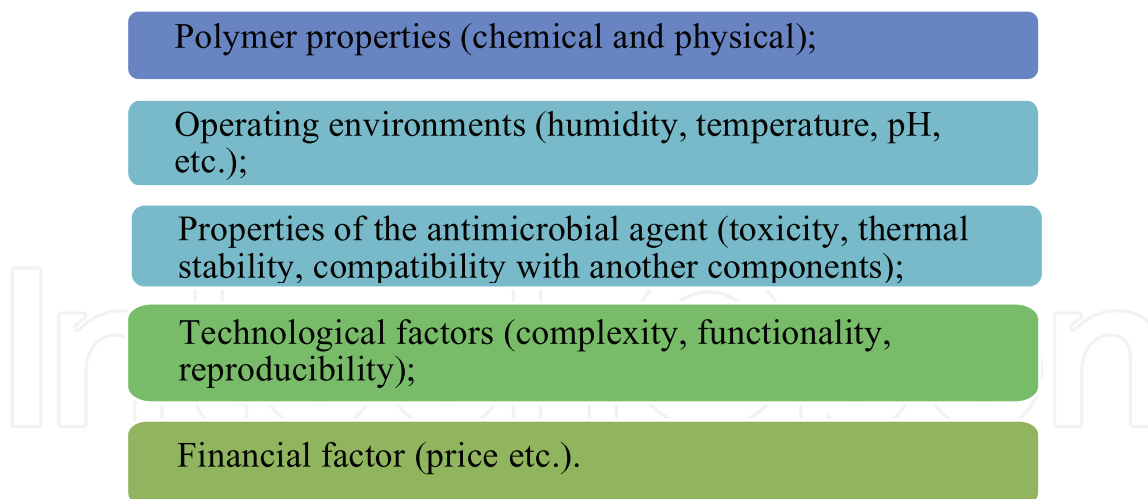 Polymer properties (chemical and physical);
Operating environments (humidity, temperature, pH,
etc.);
Properties of the antimicrobial agent (toxicity, thermal
stability, compatibility with another components);
Technological factors (complexity, functionality,
reproducibility);
Financial factor (price etc.).